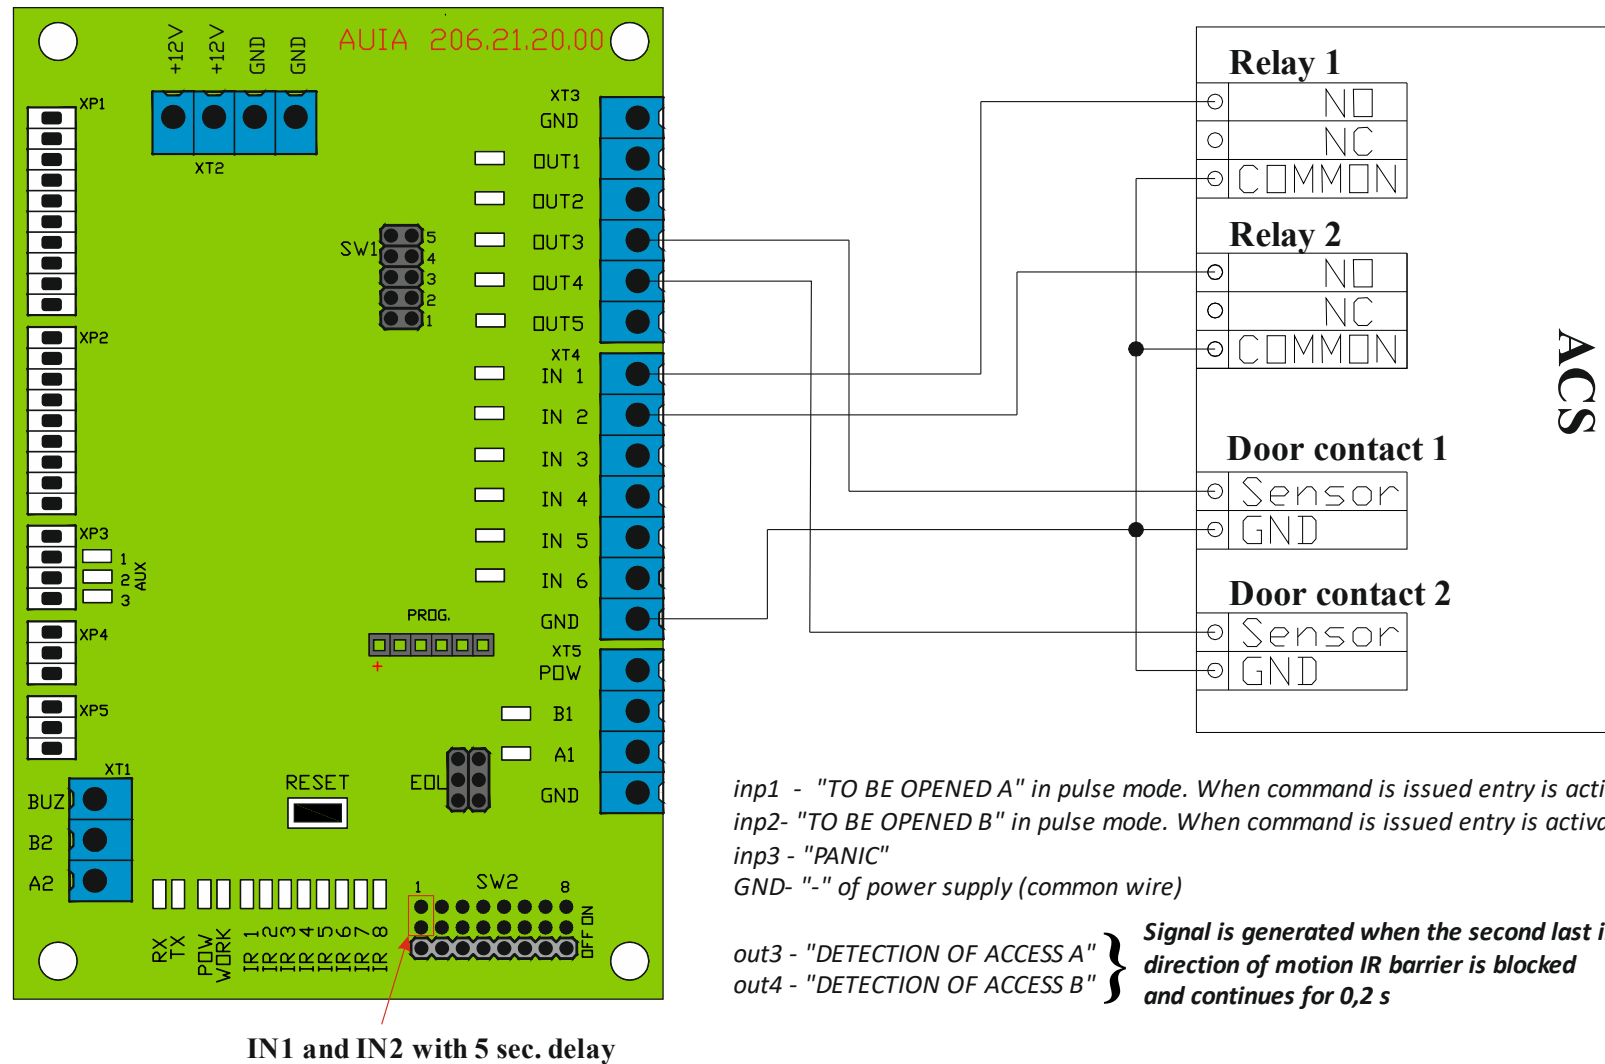 AUIA 206.21.20.00
+12V
+12V
GND
GND
XT2
XP1
XP2
XP3
1
2
3
AUX
XP4
XP5
XT1
BUZ
B2
A2
SW1
5
4
3
2
1
XT3
GND
OUT1
OUT2
OUT3
OUT4
OUT5
XT4
IN 1
IN 2
IN 3
IN 4
IN 5
IN 6
GND
XT5
POW
B1
A1
GND
PROG.
+
RESET
EOL
SW2
1
8
ON
OFF
RX
TX
POW
WORK
IR 1
IR 2
IR 3
IR 4
IR 5
IR 6
IR 7
IR 8
IN1 and IN2 with 5 sec. delay
Relay 1
NO
NC
COMMON
Relay 2
NO
NC
COMMON
ACS
Door contact 1
Sensor
GND
Door contact 2
Sensor
GND
inp1 - "TO BE OPENED A" in pulse mode. When command is issued entry is acti
inp2- "TO BE OPENED B" in pulse mode. When command is issued entry is activa
inp3 - "PANIC"
GND- "-" of power supply (common wire)
out3 - "DETECTION OF ACCESS A"
out4 - "DETECTION OF ACCESS B"
}
Signal is generated when the second last i
direction of motion IR barrier is blocked
and continues for 0,2 s